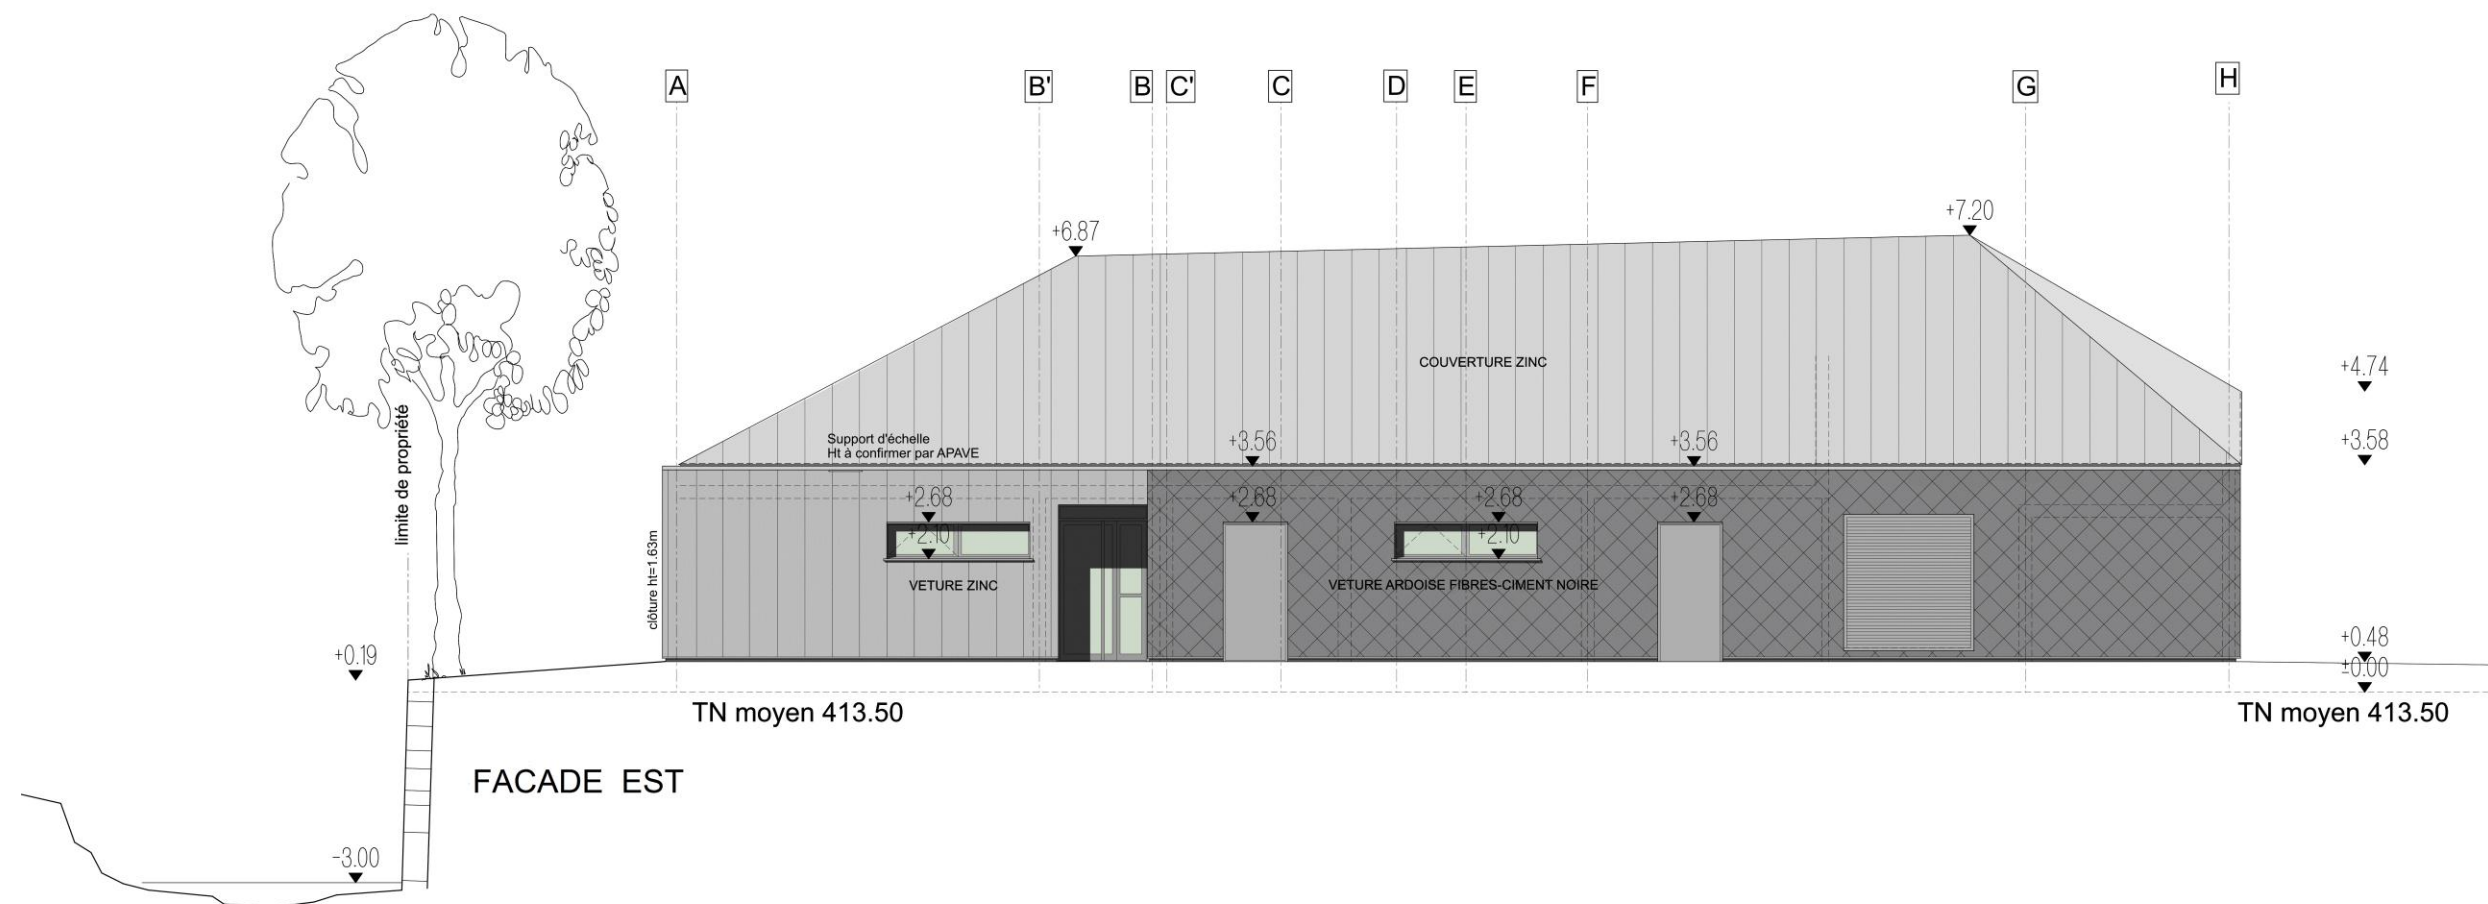 A
B'
B
C'
C
D
E
F
G
H
+6.87
+7.20
COUVERTURE ZINC
+4.74
limite de propriété
Support d'échelle
Ht à confirmer par APAVE
+3.56
+3.56
+3.58
+2.68
+2.68
+2.68
+2.68
+2.10
+2.10
clôture ht=1.63m
VETURE ZINC
VETURE ARDOISE FIBRES-CIMENT NOIRE
+0.19
+0.48
±0.00
TN moyen 413.50
TN moyen 413.50
FACADE EST
-3.00